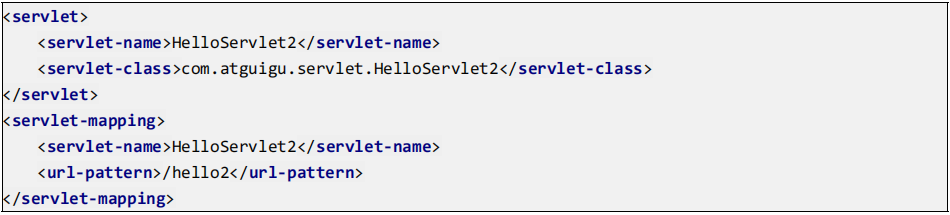 <servlet>
    <servlet-name>HelloServlet2</servlet-name>
    <servlet-class>com.atguigu.servlet.HelloServlet2</servlet-class>
</servlet>
<servlet-mapping>
    <servlet-name>HelloServlet2</servlet-name>
    <url-pattern>/hello2</url-pattern>
</servlet-mapping>